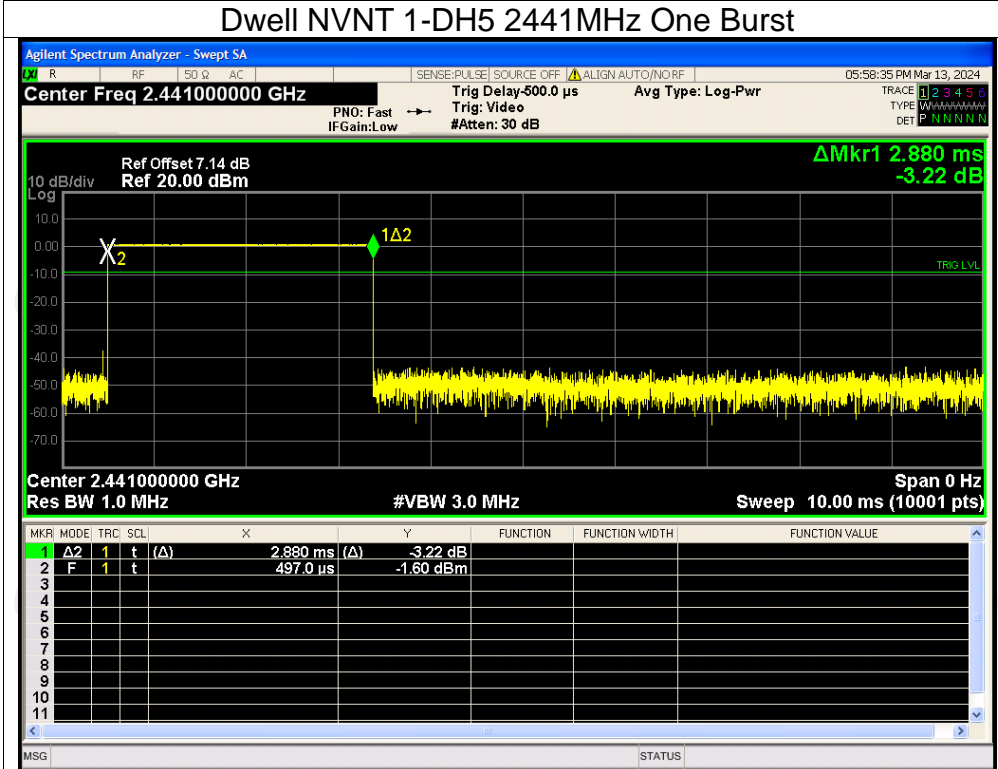 Dwell NVNT 1-DH5 2441MHz One Burst
Agilent Spectrum Analyzer - Swept SA
LXI R RF 50 Ω AC SENSE:PULSE SOURCE OFF ALIGN AUTO/NO RF 05:58:35 PM Mar 13, 2024
Center Freq 2.441000000 GHz Trig Delay-500.0 µs Avg Type: Log-Pwr TRACE 1 2 3 4 5 6
PNO: Fast Trig: Video TYPE WWWWWWW
IFGain:Low #Atten: 30 dB DET P N N N N N
ΔMkr1 2.880 ms
-3.22 dB
Ref Offset 7.14 dB
10 dB/div Ref 20.00 dBm
Log
10.0
0.00
-10.0
-20.0
-30.0
-40.0
-50.0
-60.0
-70.0
2
1Δ2
TRIG LVL
Center 2.441000000 GHz Span 0 Hz
Res BW 1.0 MHz #VBW 3.0 MHz Sweep 10.00 ms (10001 pts)
MKR MODE TRC SCL X Y FUNCTION FUNCTION WIDTH FUNCTION VALUE
1 Δ2 1 t (Δ) 2.880 ms (Δ) -3.22 dB
2 F 1 t 497.0 µs -1.60 dBm
3
4
5
6
7
8
9
10
11
MSG STATUS